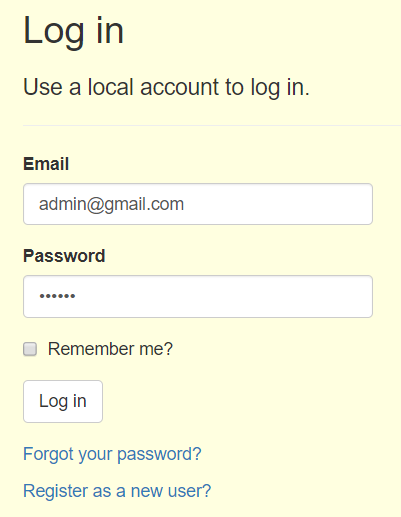 Log in
Use a local account to log in.
Email
admin@gmail.com
Password
••••••
Remember me?
Log in
Forgot your password?
Register as a new user?